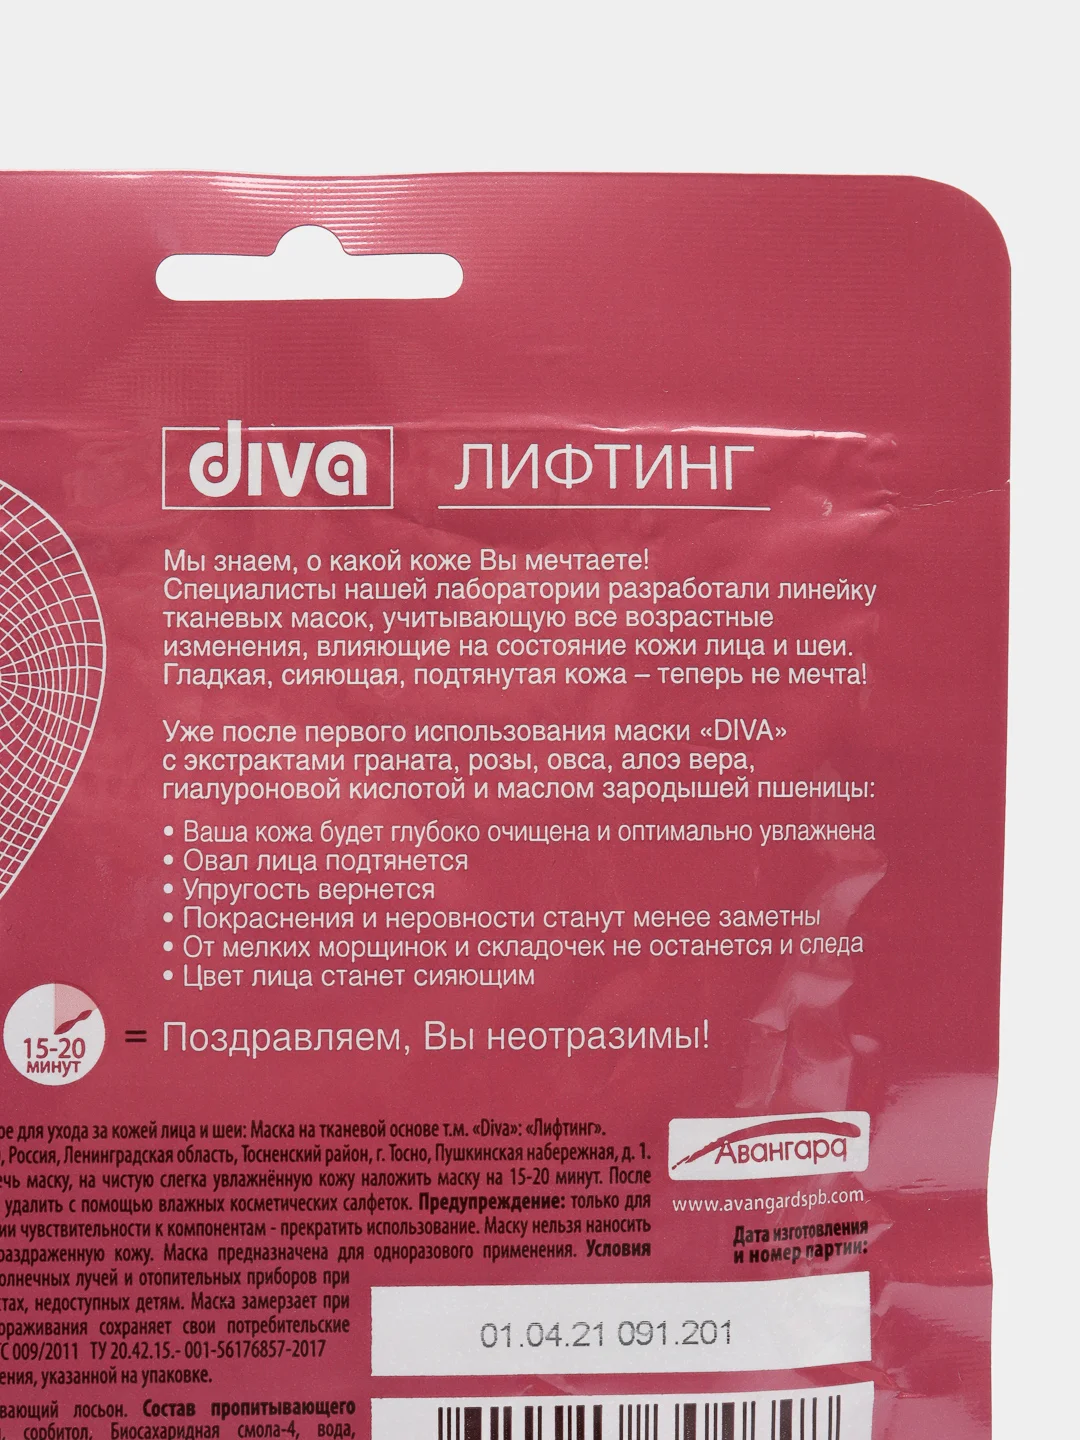 diva ЛИФТИНГ
Мы знаем, о какой коже Вы мечтаете!
Специалисты нашей лаборатории разработали линейку
тканевых масок, учитывающую все возрастные
изменения, влияющие на состояние кожи лица и шеи.
Гладкая, сияющая, подтянутая кожа – теперь не мечта!
Уже после первого использования маски «DIVA»
с экстрактами граната, розы, овса, алоэ вера,
гиалуроновой кислотой и маслом зародышей пшеницы:
• Ваша кожа будет глубоко очищена и оптимально увлажнена
• Овал лица подтянется
• Упругость вернется
• Покраснения и неровности станут менее заметны
• От мелких морщинок и складочек не останется и следа
• Цвет лица станет сияющим
15-20
минут
= Поздравляем, Вы неотразимы!
для ухода за кожей лица и шеи: Маска на тканевой основе т.м. «Diva»: «Лифтинг».
, Россия, Ленинградская область, Тосненский район, г. Тосно, Пушкинская набережная, д. 1.
маску, на чистую слегка увлажнённую кожу наложить маску на 15-20 минут. После
удалить с помощью влажных косметических салфеток. Предупреждение: только для
чувствительности к компонентам - прекратить использование. Маску нельзя наносить
раздраженную кожу. Маска предназначена для одноразового применения. Условия
солнечных лучей и отопительных приборов при
недоступных детям. Маска замерзает при
сохраняет свои потребительские
ТС 009/2011 ТУ 20.42.15.- 001-56176857-2017
указанной на упаковке.
лосьон. Состав пропитывающего
сорбитол, Биосахаридная смола-4, вода,
Авангард
www.avangardspb.com
Дата изготовления
и номер партии:
01.04.21 091.201